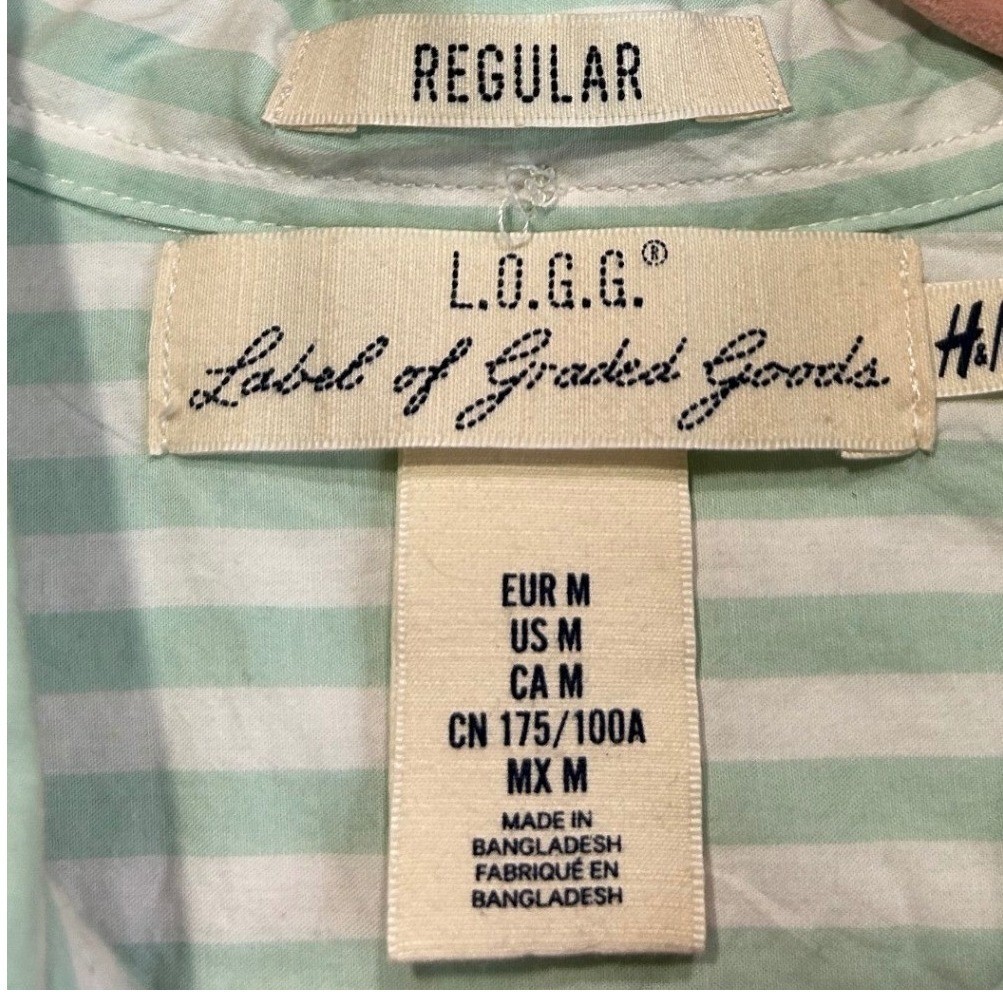 REGULAR
L.O.G.G.®
Label of Graded Goods.
H&
EUR M
US M
CA M
CN 175/100A
MX M
MADE IN
BANGLADESH
FABRIQUÉ EN
BANGLADESH